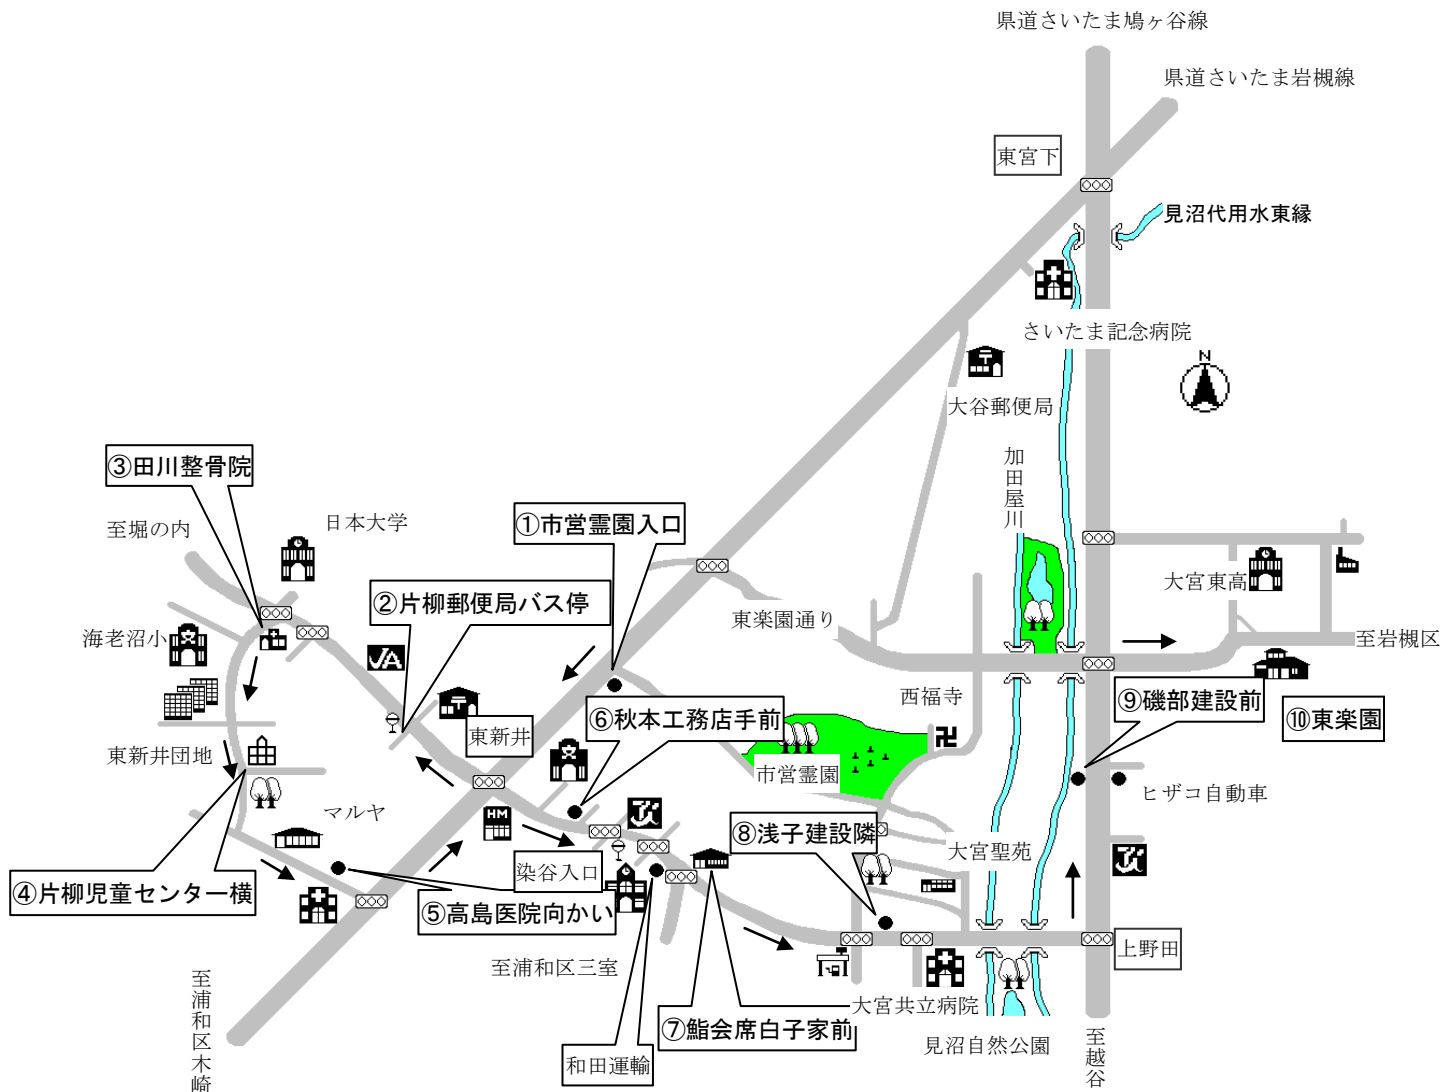 県道さいたま鳩ヶ谷線
県道さいたま岩槻線
東宮下
見沼代用水東縁
さいたま記念病院
N
大谷郵便局
加田屋川
③田川整骨院
至堀の内
日本大学
①市営霊園入口
②片柳郵便局バス停
大宮東高
東楽園通り
海老沼小
至岩槻区
JA
西福寺
⑨磯部建設前
⑩東楽園
⑥秋本工務店手前
東新井
東新井団地
市営霊園
ヒザコ自動車
マルヤ
HM
⑧浅子建設隣
大宮聖苑
染谷入口
④片柳児童センター横
⑤高島医院向かい
上野田
至浦和区三室
至浦和区木崎
大宮共立病院
⑦鮨会席白子家前
見沼自然公園
至越谷
和田運輸